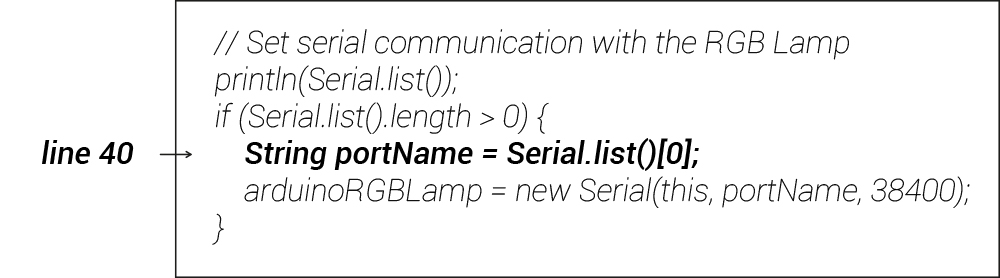 // Set serial communication with the RGB Lamp
println(Serial.list());
if (Serial.list().length > 0) {
line 40 → String portName = Serial.list()[0];
arduinoRGBLamp = new Serial(this, portName, 38400);
}